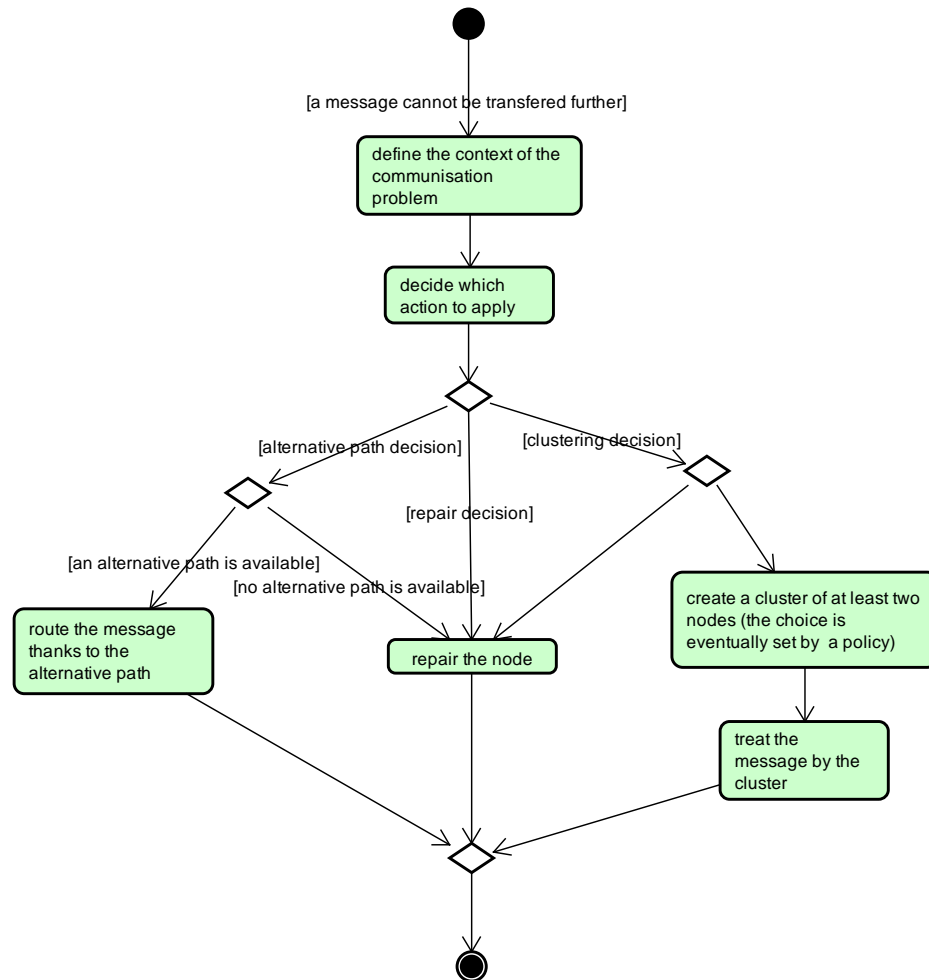 [a message cannot be transfered further]
define the context of the
communisation
problem
decide which
action to apply
[alternative path decision]
[clustering decision]
[repair decision]
[an alternative path is available]
[no alternative path is available]
route the message
thanks to the
alternative path
repair the node
create a cluster of at least two
nodes (the choice is
eventually set by  a policy)
treat the
message by the
cluster